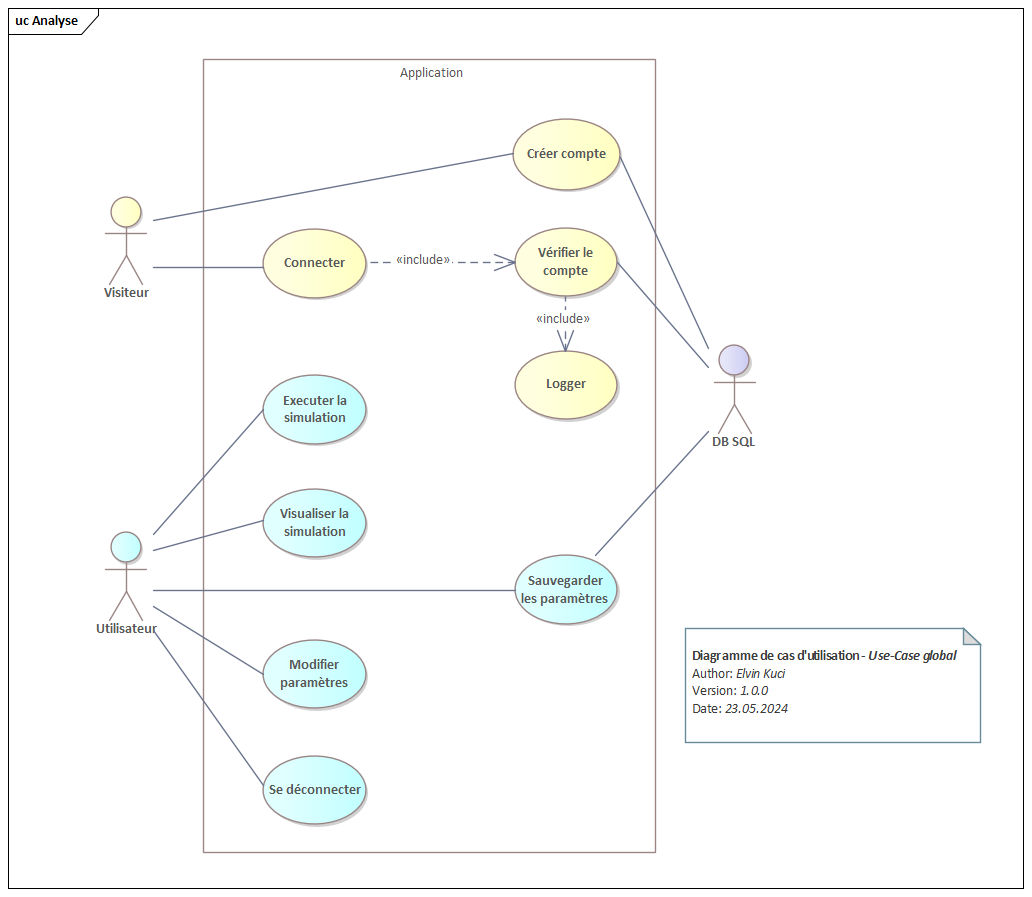 uc Analyse
Application
Créer compte
Visiteur
Connecter
«include»
Vérifier le
compte
«include»
Logger
DB SQL
Executer la
simulation
Visualiser la
simulation
Utilisateur
Sauvegarder
les paramètres
Modifier
paramètres
Se déconnecter
Diagramme de cas d'utilisation - Use-Case global
Author: Elvin Kuci
Version: 1.0.0
Date: 23.05.2024